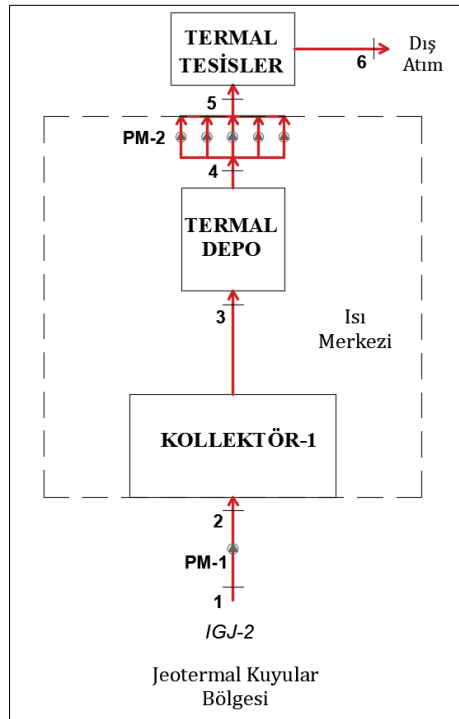 TERMAL
TESİSLER
6
Dış
Atım
5
PM-2
4
TERMAL
DEPO
3
Isı
Merkezi
KOLLEKTÖR-1
2
PM-1
1
IGJ-2
Jeotermal Kuyular
Bölgesi